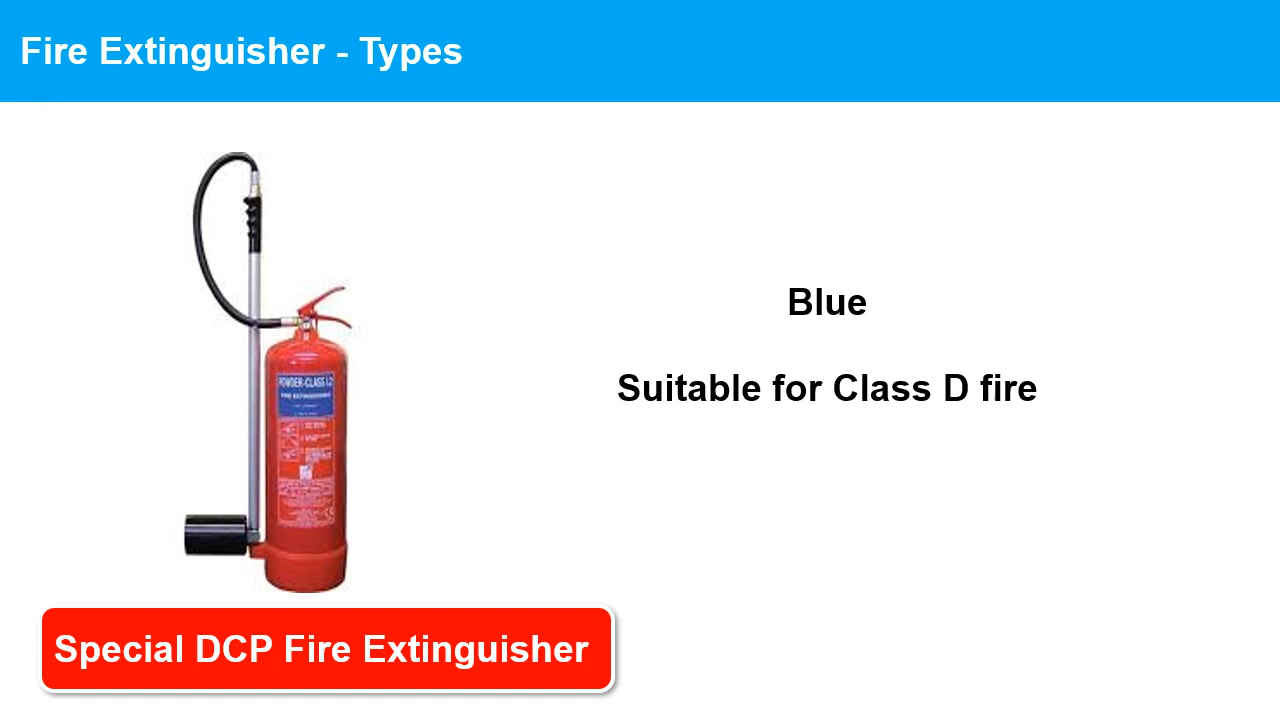 Fire Extinguisher - Types
Blue
Suitable for Class D fire
POWDER-CLASS
FIRE EXTINGUISHER
Special DCP Fire Extinguisher